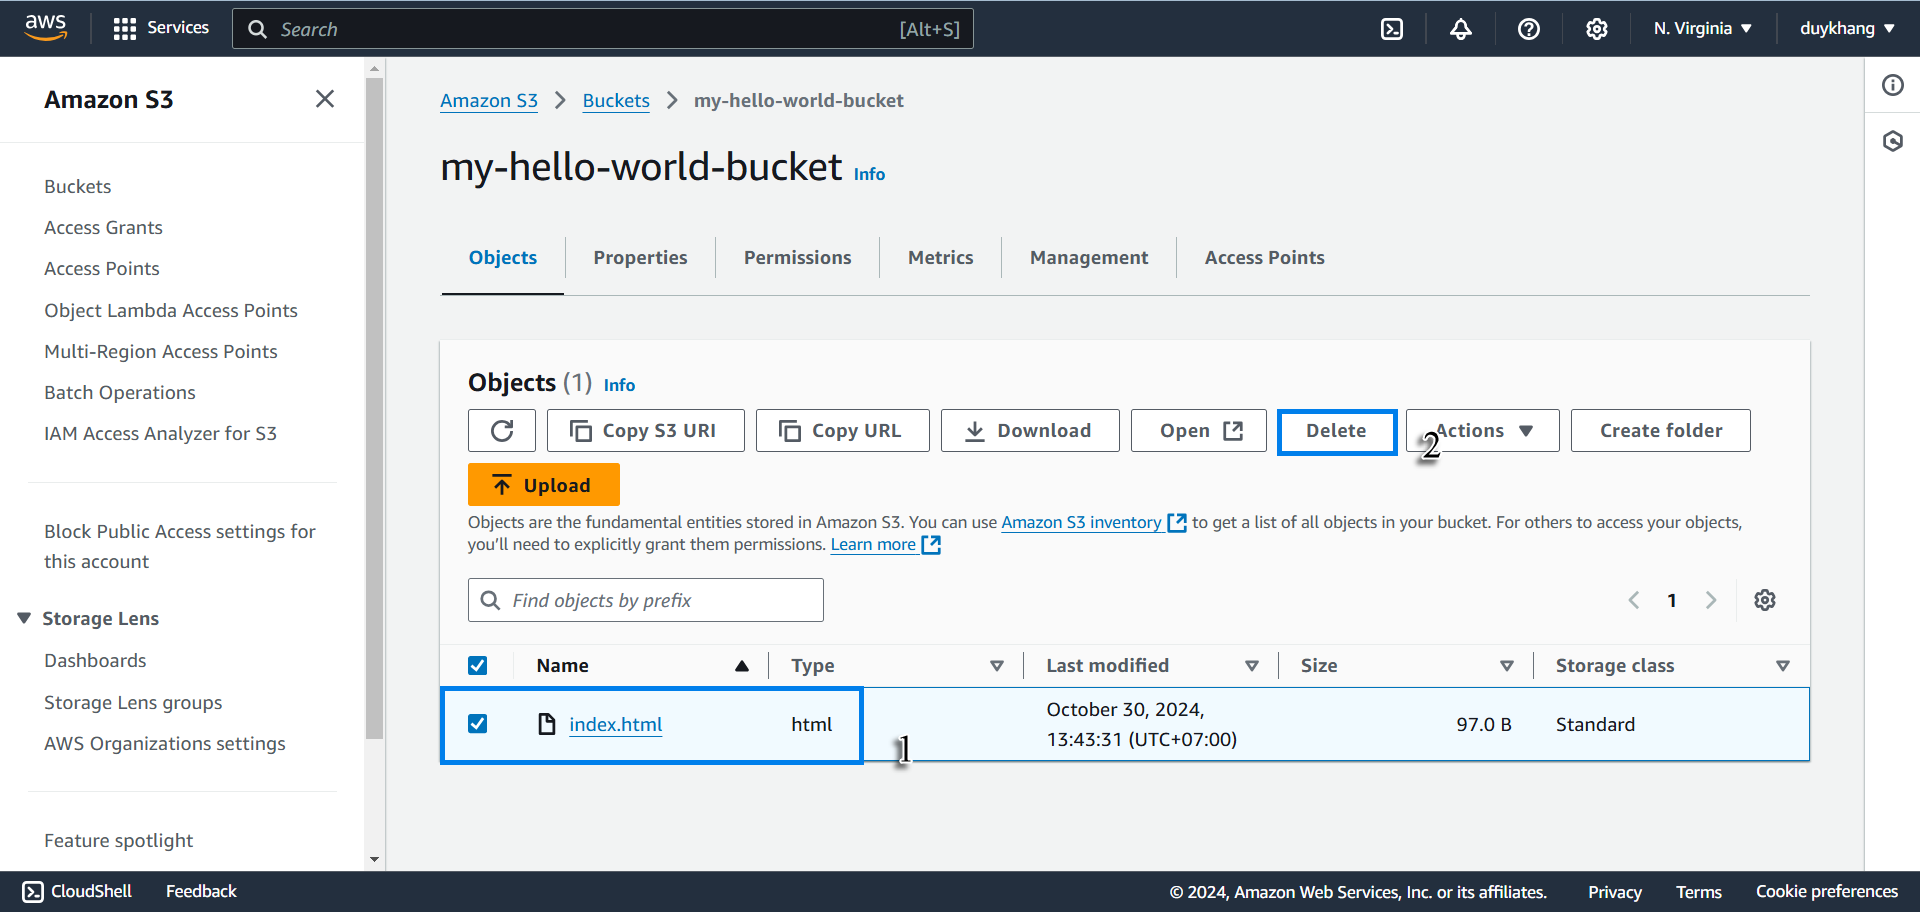 aws
Services
Search
[Alt+S]
N. Virginia
duykhang
Amazon S3
Buckets
Access Grants
Access Points
Object Lambda Access Points
Multi-Region Access Points
Batch Operations
IAM Access Analyzer for S3
Block Public Access settings for
this account
Storage Lens
Dashboards
Storage Lens groups
AWS Organizations settings
Feature spotlight
Amazon S3 > Buckets > my-hello-world-bucket
my-hello-world-bucket Info
Objects Properties Permissions Metrics Management Access Points
Objects (1) Info
Copy S3 URI Copy URL Download Open Delete Actions Create folder
2
Upload
Objects are the fundamental entities stored in Amazon S3. You can use Amazon S3 inventory to get a list of all objects in your bucket. For others to access your objects,
you'll need to explicitly grant them permissions. Learn more
Find objects by prefix
1
Name Type Last modified Size Storage class
index.html html October 30, 2024, 97.0 B Standard
13:43:31 (UTC+07:00)
1
CloudShell Feedback © 2024, Amazon Web Services, Inc. or its affiliates. Privacy Terms Cookie preferences